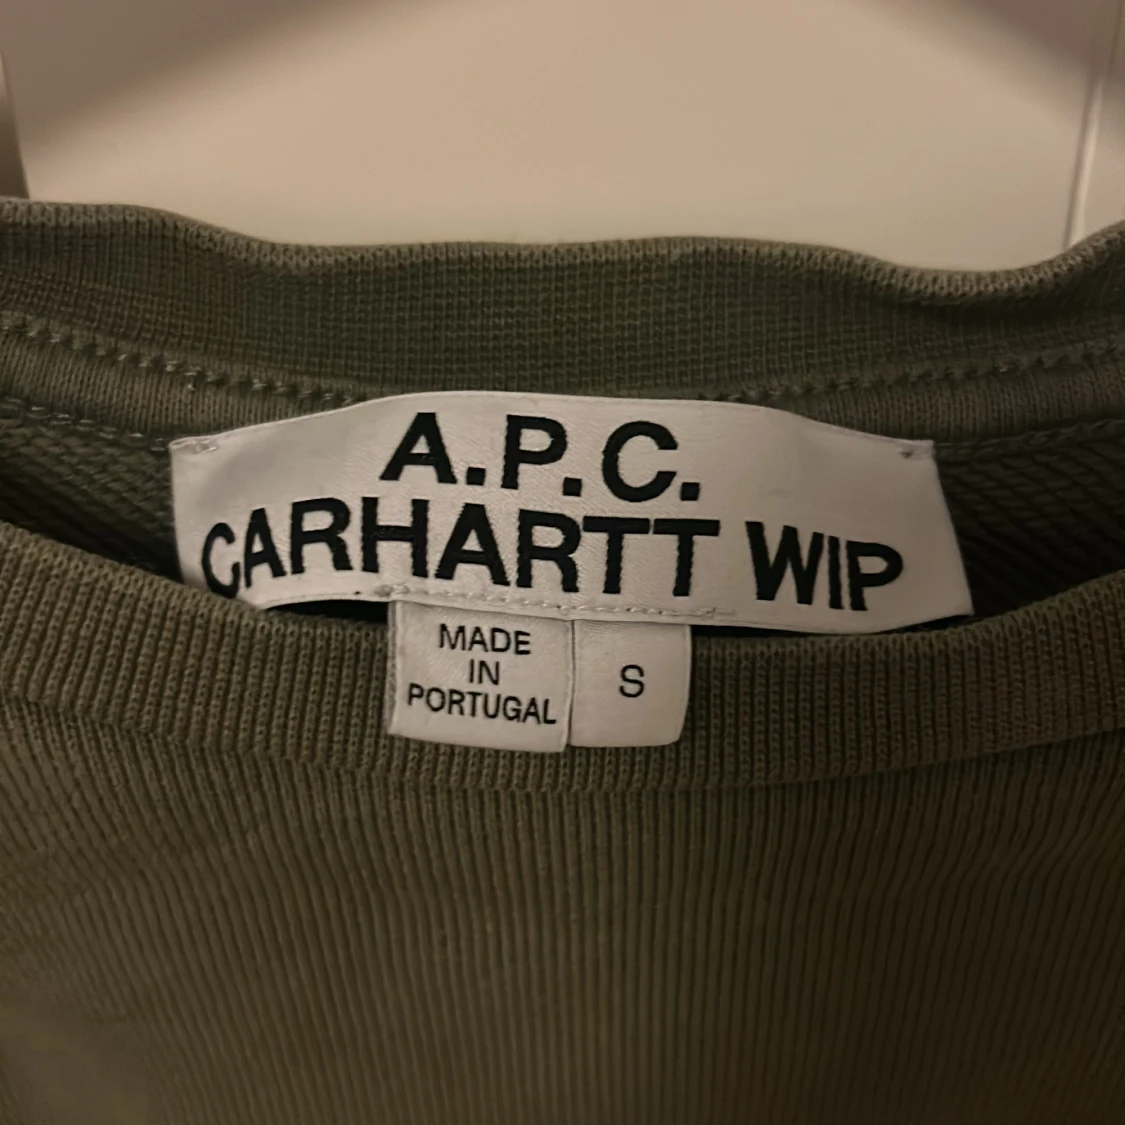 A.P.C.
CARHARTT WIP
MADE
IN
PORTUGAL
S